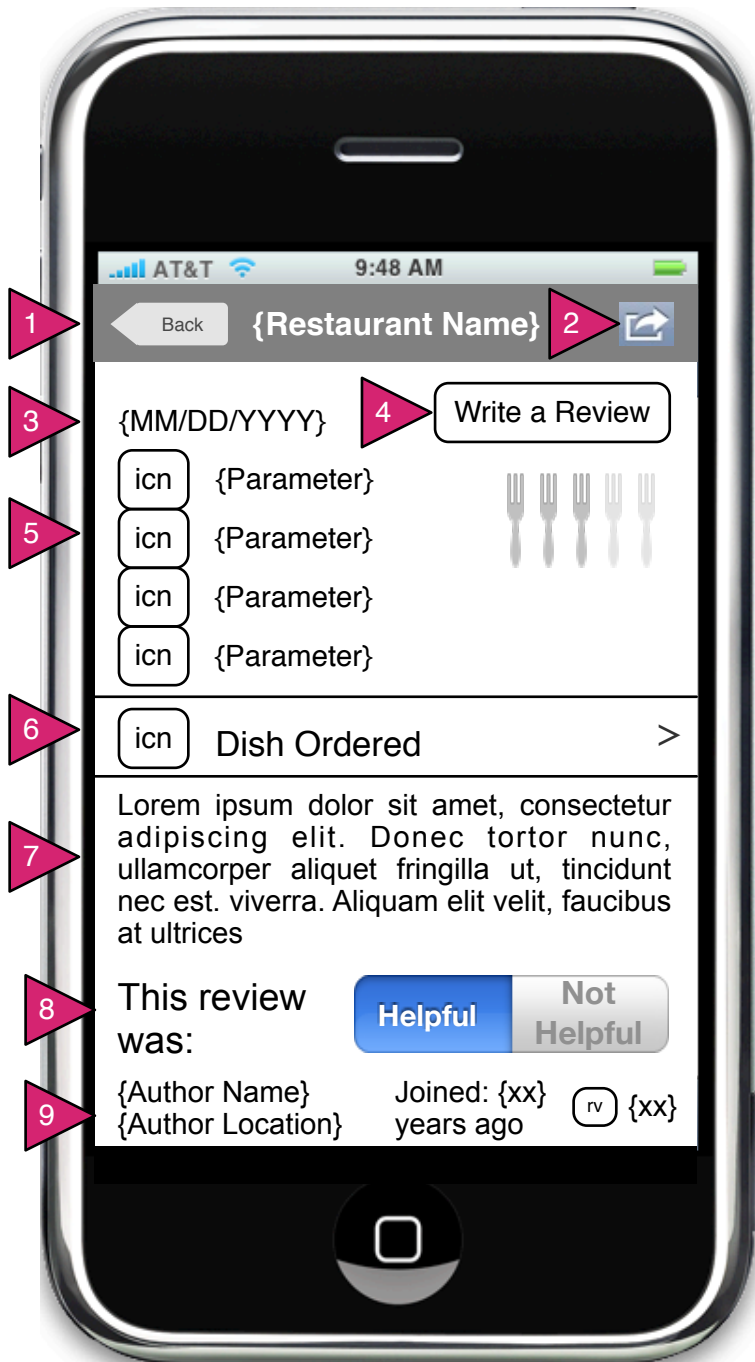 AT&T 9:48 AM
1 Back {Restaurant Name} 2
3 {MM/DD/YYYY} 4 Write a Review
icn {Parameter}
5 icn {Parameter}
icn {Parameter}
icn {Parameter}
6 icn Dish Ordered >
Lorem ipsum dolor sit amet, consectetur
adipiscing elit. Donec tortor nunc,
7 ullamcorper aliquet fringilla ut, tincidunt
nec est. viverra. Aliquam elit velit, faucibus
at ultrices
8 This review
was:
Helpful
Not
Helpful
{Author Name}
9 {Author Location}
Joined: {xx}
years ago
rv {xx}